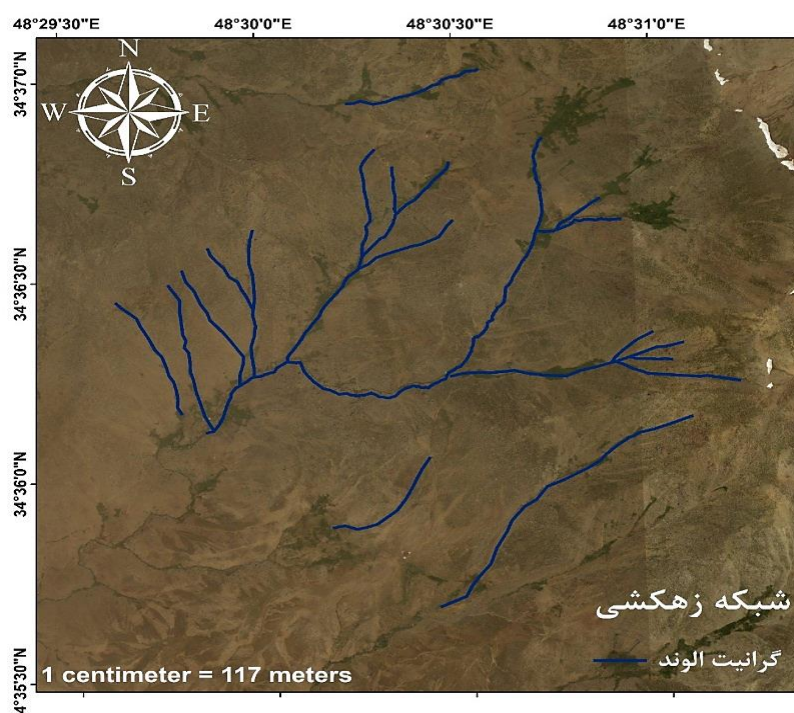 48°29'30"E 48°30'0"E 48°30'30"E 48°31'0"E
N
W E
S
34°37'0"N
34°36'30"N
34°36'0"N
34°35'30"N
شبکه زهکشی
گرانیت الوند
1 centimeter = 117 meters